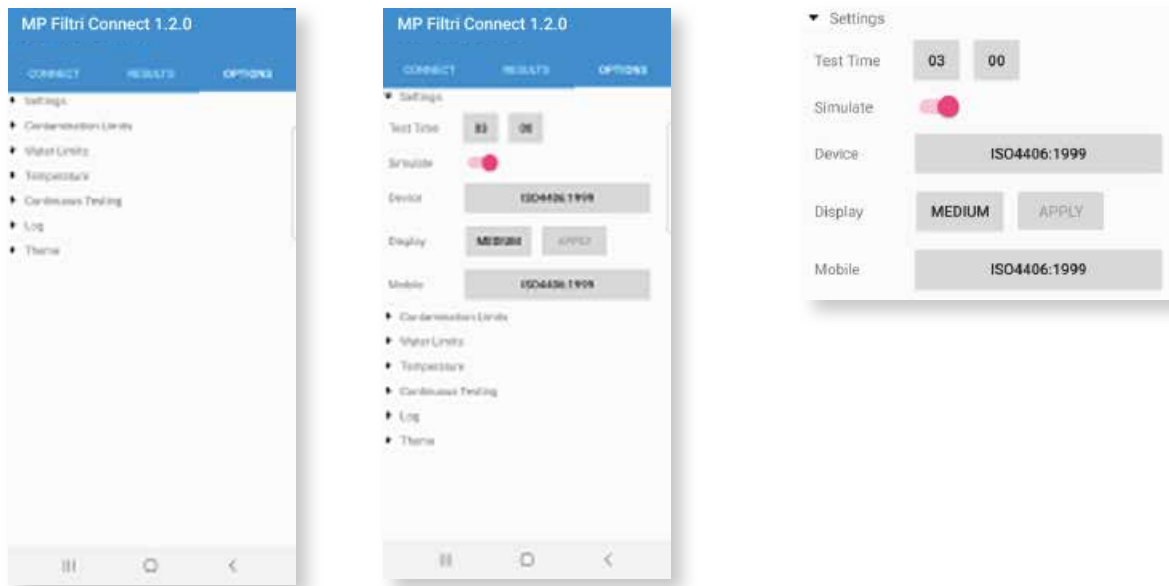 MP Filtri Connect 1.2.0
CONNECT RESULTS OPTIONS
Settings
Contamination Limits
Water Limits
Temperature
Continuous Testing
Log
Theme
MP Filtri Connect 1.2.0
CONNECT RESULTS OPTIONS
Settings
Test Time 03 00
Simulate
Device ISO4406:1999
Display MEDIUM APPLY
Mobile ISO4406:1999
Contamination Limits
Water Limits
Temperature
Continuous Testing
Log
Theme
Settings
Test Time 03 00
Simulate
Device ISO4406:1999
Display MEDIUM APPLY
Mobile ISO4406:1999